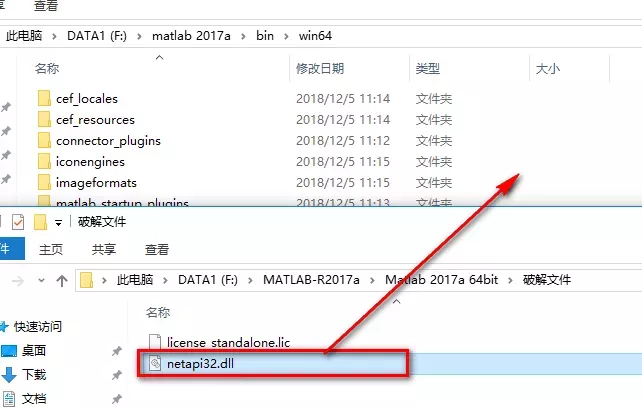 享 查看
此电脑 DATA1 (F:) matlab 2017a bin win64
名称 修改日期 类型 大小
cef_locales 2018/12/5 11:14 文件夹
cef_resources 2018/12/5 11:14 文件夹
connector_plugins 2018/12/5 11:12 文件夹
iconengines 2018/12/5 11:15 文件夹
imageformats 2018/12/5 11:15 文件夹
matlab_startup_plugins 2018/12/5 11:13 文件夹
破解文件
件 主页 共享 查看
此电脑 DATA1 (F:) MATLAB-R2017a Matlab 2017a 64bit 破解文件
名称
快速访问
license_standalone.lic
桌面
netapi32.dll
下载
文档